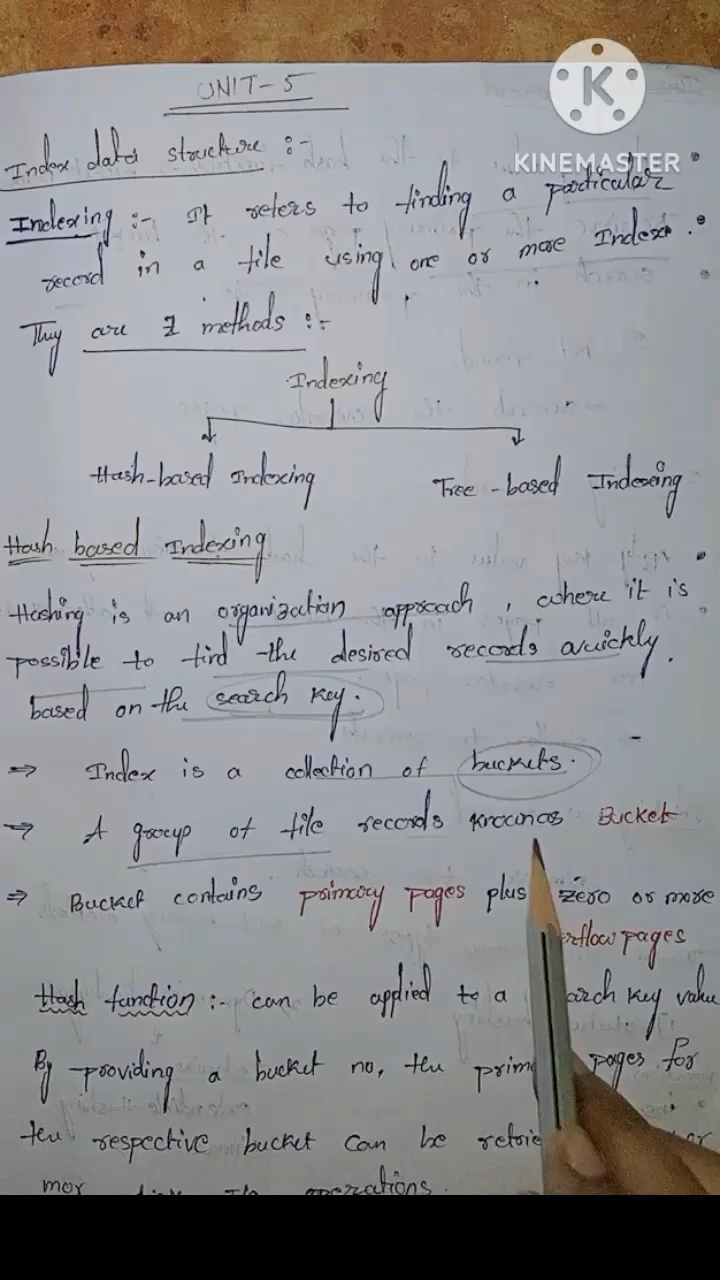 KINEMASTER
UNIT-5
Index data structure :-
Indexing :- It refers to finding a particular
record in a file using one or more Index.
They are 2 methods :-
Indexing
Hash-based Indexing
Tree-based Indexing
Hash based Indexing
Hashing is an organization approach, where it is
possible to find the desired records quickly.
based on the search key.
⇒ Index is a collection of buckets.
⇒ A group of file records known as Bucket
⇒ Bucket contains primary pages plus zero or more
erflow pages
Hash function :- can be applied to a arch key value
By providing a bucket no, the prim pages for
the respective bucket can be retrie
operations.